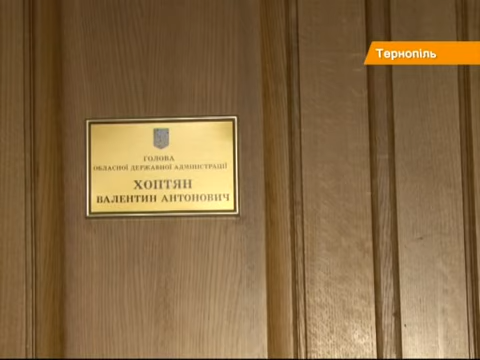 Тернопіль
ГОЛОВА
ОБЛАСНОЇ ДЕРЖАВНОЇ АДМІНІСТРАЦІЇ
ХОПТЯН
ВАЛЕНТИН АНТОНОВИЧ